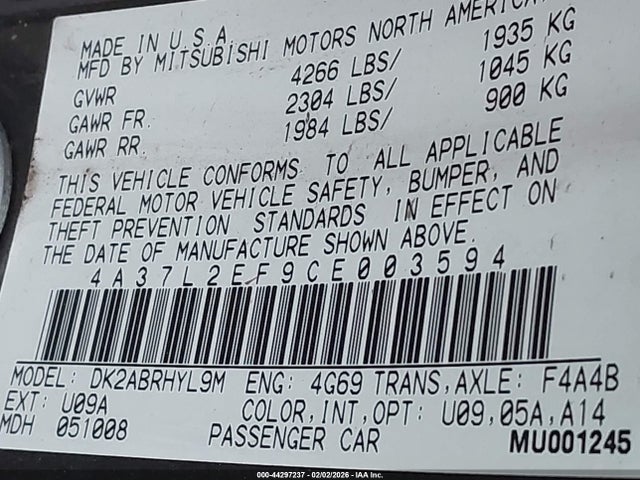 MADE IN U S A
MFD BY MITSUBISHI MOTORS NORTH AMERICA
GVWR 4266 LBS/ 1935 KG
GAWR FR. 2304 LBS/ 1045 KG
GAWR RR. 1984 LBS/ 900 KG
THIS VEHICLE CONFORMS TO ALL APPLICABLE
FEDERAL MOTOR VEHICLE SAFETY, BUMPER, AND
THEFT PREVENTION STANDARDS IN EFFECT ON
THE DATE OF MANUFACTURE SHOWN ABOVE.
4A37L2EF9CE003594
MODEL: DK2ABRHYL9M ENG: 4G69 TRANS,AXLE: F4A4B
EXT: U09A COLOR,INT,OPT: U09,05A,A14
MDH 051008 PASSENGER CAR MU001245
000-44297237 - 02/02/2026 - IAA Inc.